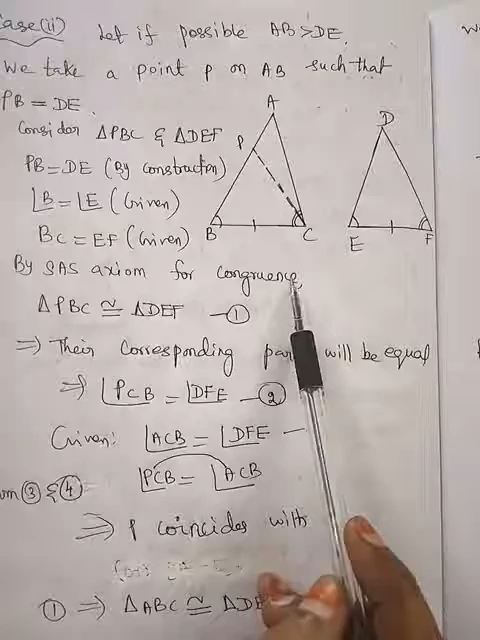 Case(ii) Let if possible AB>DE.
We take a point P on AB such that
PB = DE.
Consider ΔPBC & ΔDEF
PB=DE (By construction)
∠B=∠E (Given)
BC=EF (Given)
A
P
B
C
D
E
F
By SAS axiom for congruence
ΔPBC ≅ ΔDEF —①
⇒ Their corresponding par will be equal
⇒ ∠PCB = ∠DFE —②
Given: ∠ACB = ∠DFE —
∠PCB = ∠ACB
om ③ & ④
⇒ P coincides with
① ⇒ ΔABC ≅ ΔDE